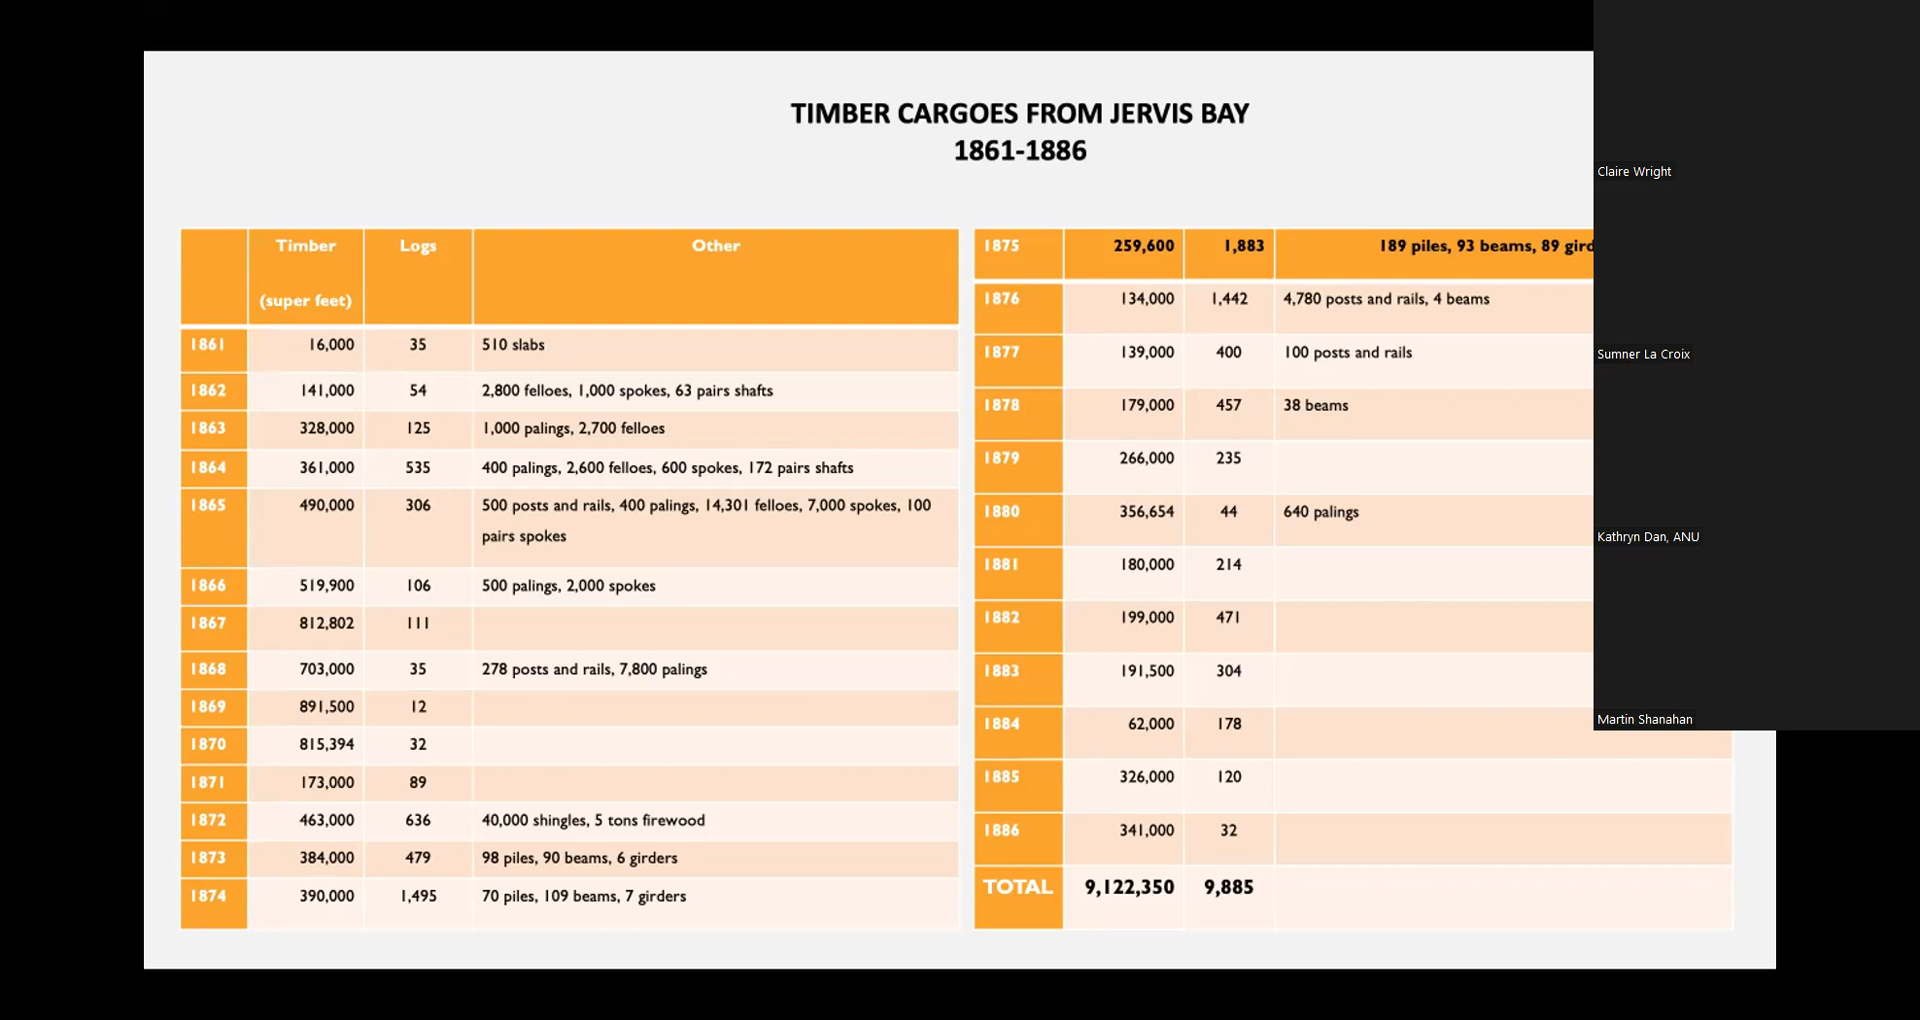 TIMBER CARGOES FROM JERVIS BAY
1861-1886
Timber Logs Other
(super feet)
1861 16,000 35 510 slabs
1862 141,000 54 2,800 felloes, 1,000 spokes, 63 pairs shafts
1863 328,000 125 1,000 palings, 2,700 felloes
1864 361,000 535 400 palings, 2,600 felloes, 600 spokes, 172 pairs shafts
1865 490,000 306 500 posts and rails, 400 palings, 14,301 felloes, 7,000 spokes, 100
pairs spokes
1866 519,900 106 500 palings, 2,000 spokes
1867 812,802 111
1868 703,000 35 278 posts and rails, 7,800 palings
1869 891,500 12
1870 815,394 32
1871 173,000 89
1872 463,000 636 40,000 shingles, 5 tons firewood
1873 384,000 479 98 piles, 90 beams, 6 girders
1874 390,000 1,495 70 piles, 109 beams, 7 girders
1875 259,600 1,883 189 piles, 93 beams, 89 gird
1876 134,000 1,442 4,780 posts and rails, 4 beams
1877 139,000 400 100 posts and rails
1878 179,000 457 38 beams
1879 266,000 235
1880 356,654 44 640 palings
1881 180,000 214
1882 199,000 471
1883 191,500 304
1884 62,000 178
1885 326,000 120
1886 341,000 32
TOTAL 9,122,350 9,885
Claire Wright
Sumner La Croix
Kathryn Dan, ANU
Martin Shanahan